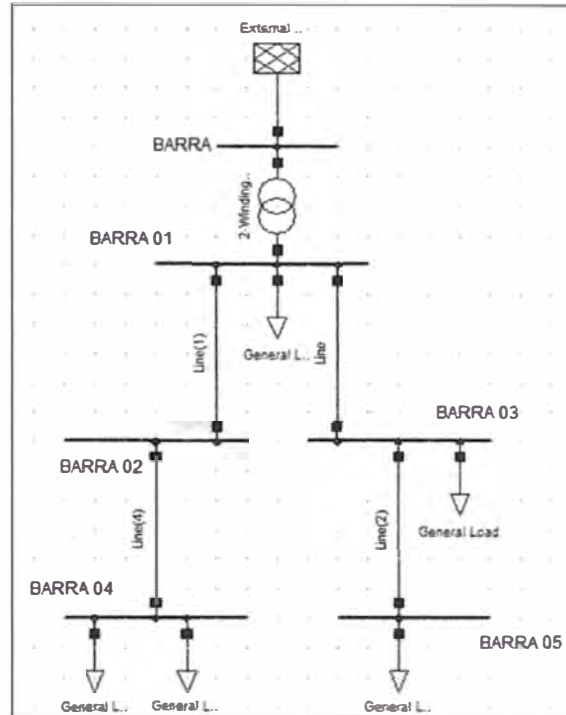 External ..
BARRA
2-Winding..
BARRA 01
Line(1)
General L..
Line
BARRA 03
BARRA 02
Line(4)
Line(2)
General Load
BARRA 04
BARRA 05
General L..
General L..
General L..